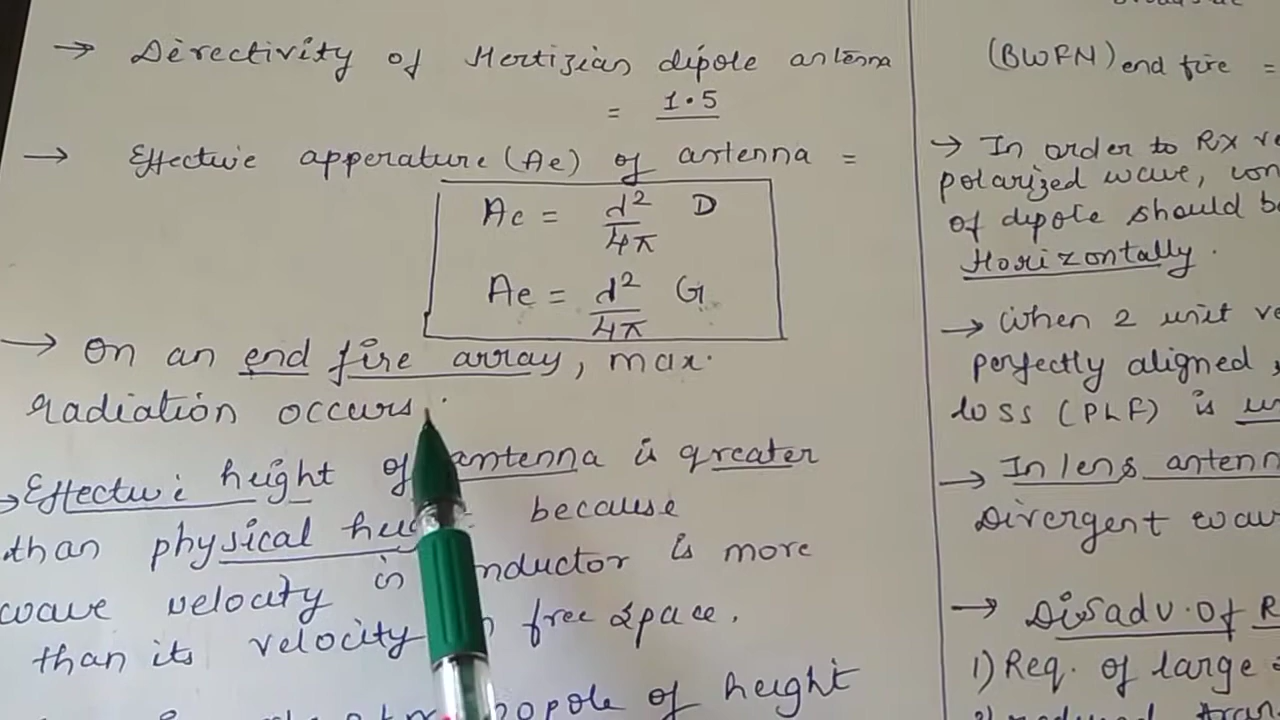 → Directivity of Hertizian dipole antenna
= 1.5
→ Effective apperature (Ae) of antenna =
Ae = λ²/4π D
Ae = λ²/4π G
→ On an end fire array, max.
radiation occurs.
→ Effective height of antenna is greater
than physical because
wave velocity in is more
than its velocity free space.
of height
(BWFN) end fire =
→ In order to Rx
polarized wave,
of dipole should
Horizontally.
→ When 2 unit
perfectly aligned,
loss (PLF) is
→ In lens
Divergent
→ Disadv. Of
1) Req. of large
2)